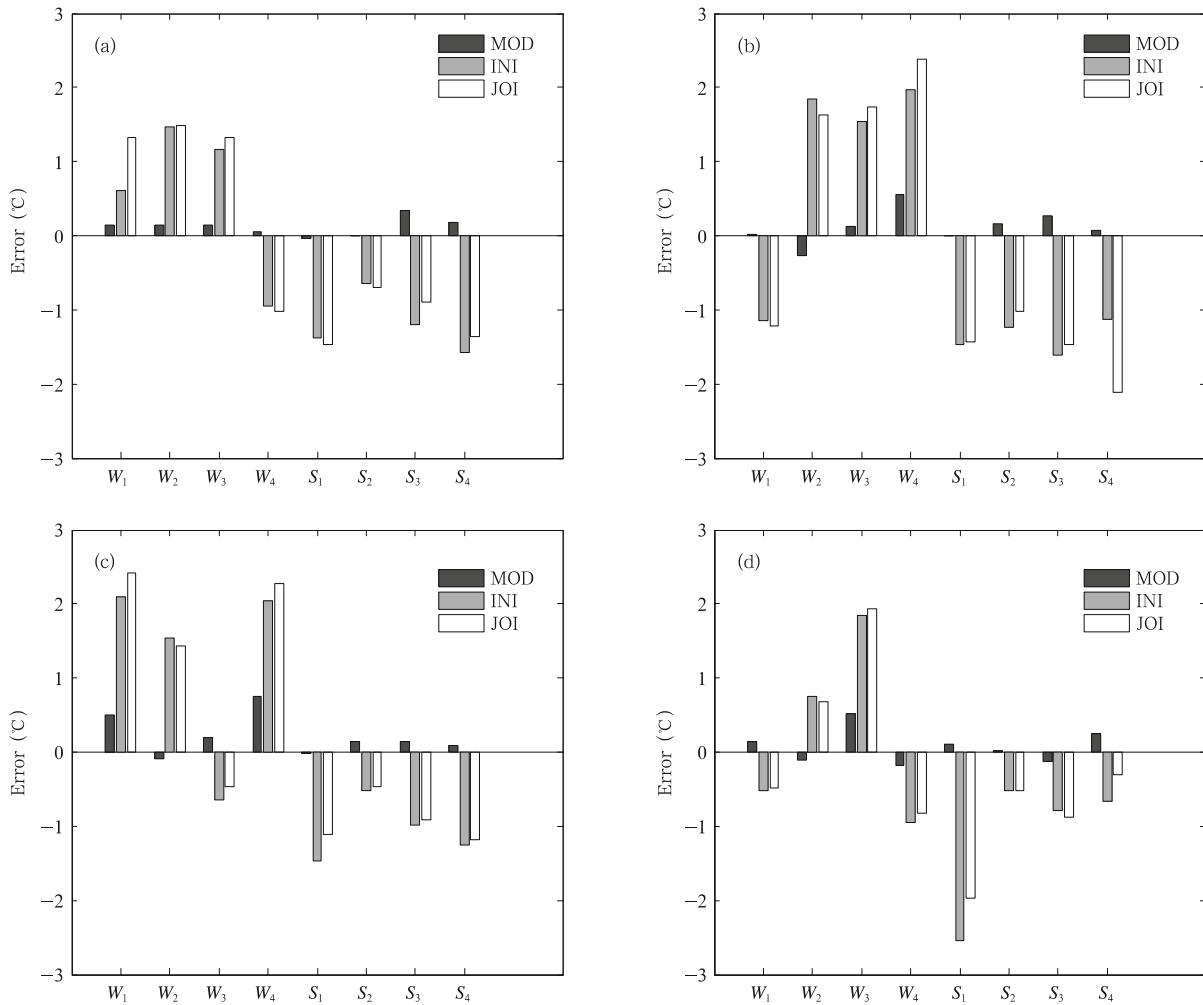 3
(a)
MOD
INI
JOI
2
1
0
−1
−2
−3
Error (℃)
W₁ W₂ W₃ W₄ S₁ S₂ S₃ S₄
3
(b)
MOD
INI
JOI
2
1
0
−1
−2
−3
Error (℃)
W₁ W₂ W₃ W₄ S₁ S₂ S₃ S₄
3
(c)
MOD
INI
JOI
2
1
0
−1
−2
−3
Error (℃)
W₁ W₂ W₃ W₄ S₁ S₂ S₃ S₄
3
(d)
MOD
INI
JOI
2
1
0
−1
−2
−3
Error (℃)
W₁ W₂ W₃ W₄ S₁ S₂ S₃ S₄